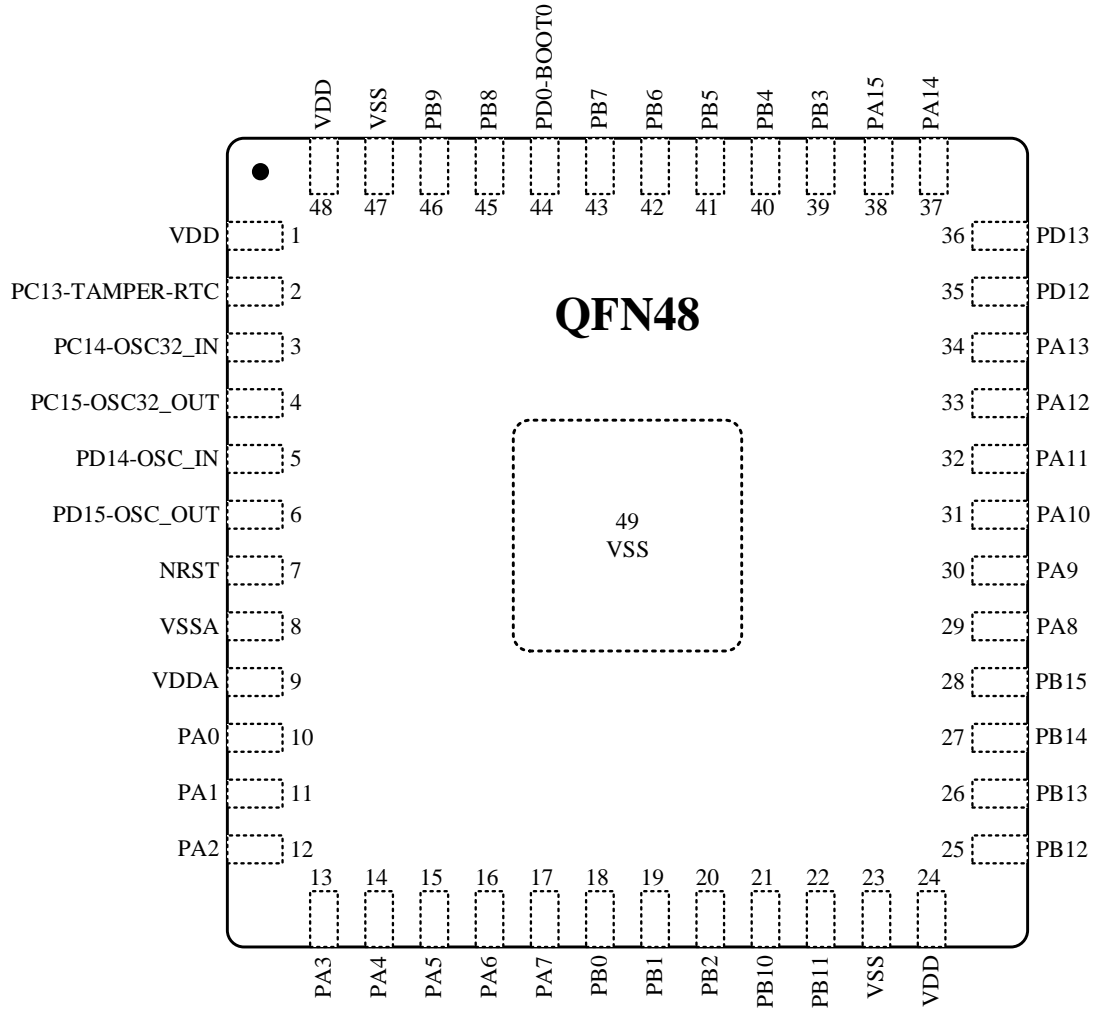 VDD
VSS
PB9
PB8
PD0-BOOT0
PB7
PB6
PB5
PB4
PB3
PA15
PA14
48
47
46
45
44
43
42
41
40
39
38
37
VDD 1
36 PD13
PC13-TAMPER-RTC 2
35 PD12
PC14-OSC32_IN 3
34 PA13
QFN48
PC15-OSC32_OUT 4
33 PA12
PD14-OSC_IN 5
32 PA11
PD15-OSC_OUT 6
31 PA10
49
VSS
NRST 7
30 PA9
VSSA 8
29 PA8
VDDA 9
28 PB15
PA0 10
27 PB14
PA1 11
26 PB13
PA2 12
25 PB12
13
14
15
16
17
18
19
20
21
22
23
24
PA3
PA4
PA5
PA6
PA7
PB0
PB1
PB2
PB10
PB11
VSS
VDD